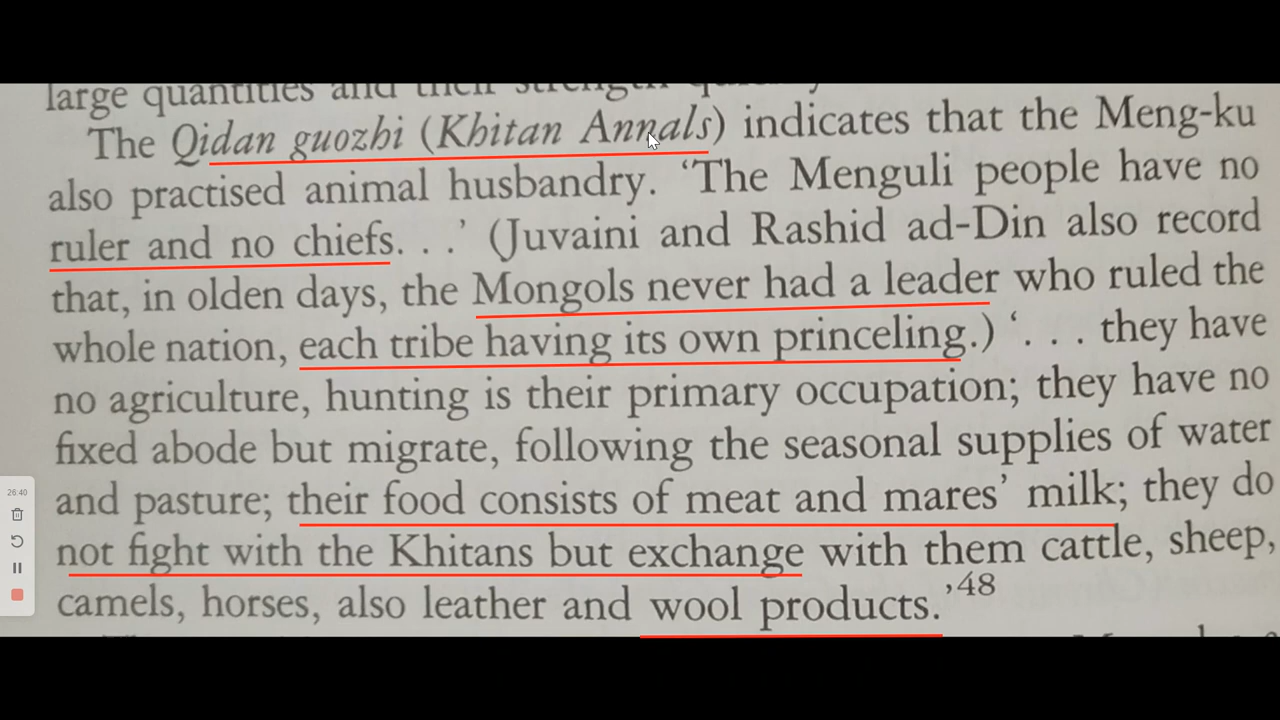 large quantities and their strength
The Qidan guozhi (Khitan Annals) indicates that the Meng-ku
also practised animal husbandry. ‘The Menguli people have no
ruler and no chiefs. . .’ (Juvaini and Rashid ad-Din also record
that, in olden days, the Mongols never had a leader who ruled the
whole nation, each tribe having its own princeling.) ‘. . . they have
no agriculture, hunting is their primary occupation; they have no
fixed abode but migrate, following the seasonal supplies of water
and pasture; their food consists of meat and mares’ milk; they do
not fight with the Khitans but exchange with them cattle, sheep,
camels, horses, also leather and wool products.’48
26:40